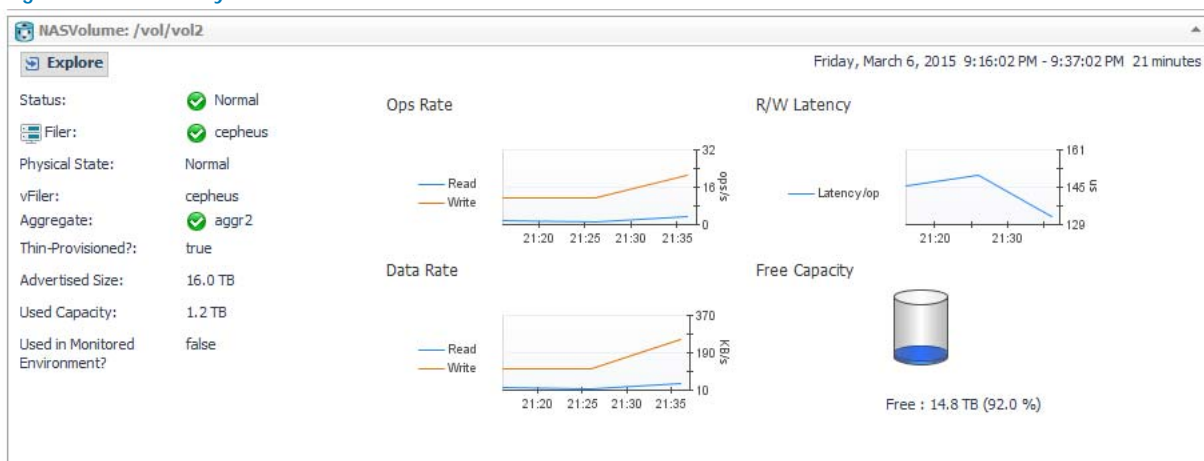 NASVolume: /vol/vol2
Explore
Friday, March 6, 2015 9:16:02 PM - 9:37:02 PM 21 minutes
Status: Normal
Filer: cepheus
Physical State: Normal
vFiler: cepheus
Aggregate: aggr2
Thin-Provisioned?: true
Advertised Size: 16.0 TB
Used Capacity: 1.2 TB
Used in Monitored false
Environment?
Ops Rate
Read
Write
32
16
0
ops/s
21:20 21:25 21:30 21:35
R/W Latency
Latency/op
161
145
129
us
21:20 21:30
Data Rate
Read
Write
370
190
10
KB/s
21:20 21:25 21:30 21:35
Free Capacity
Free : 14.8 TB (92.0 %)